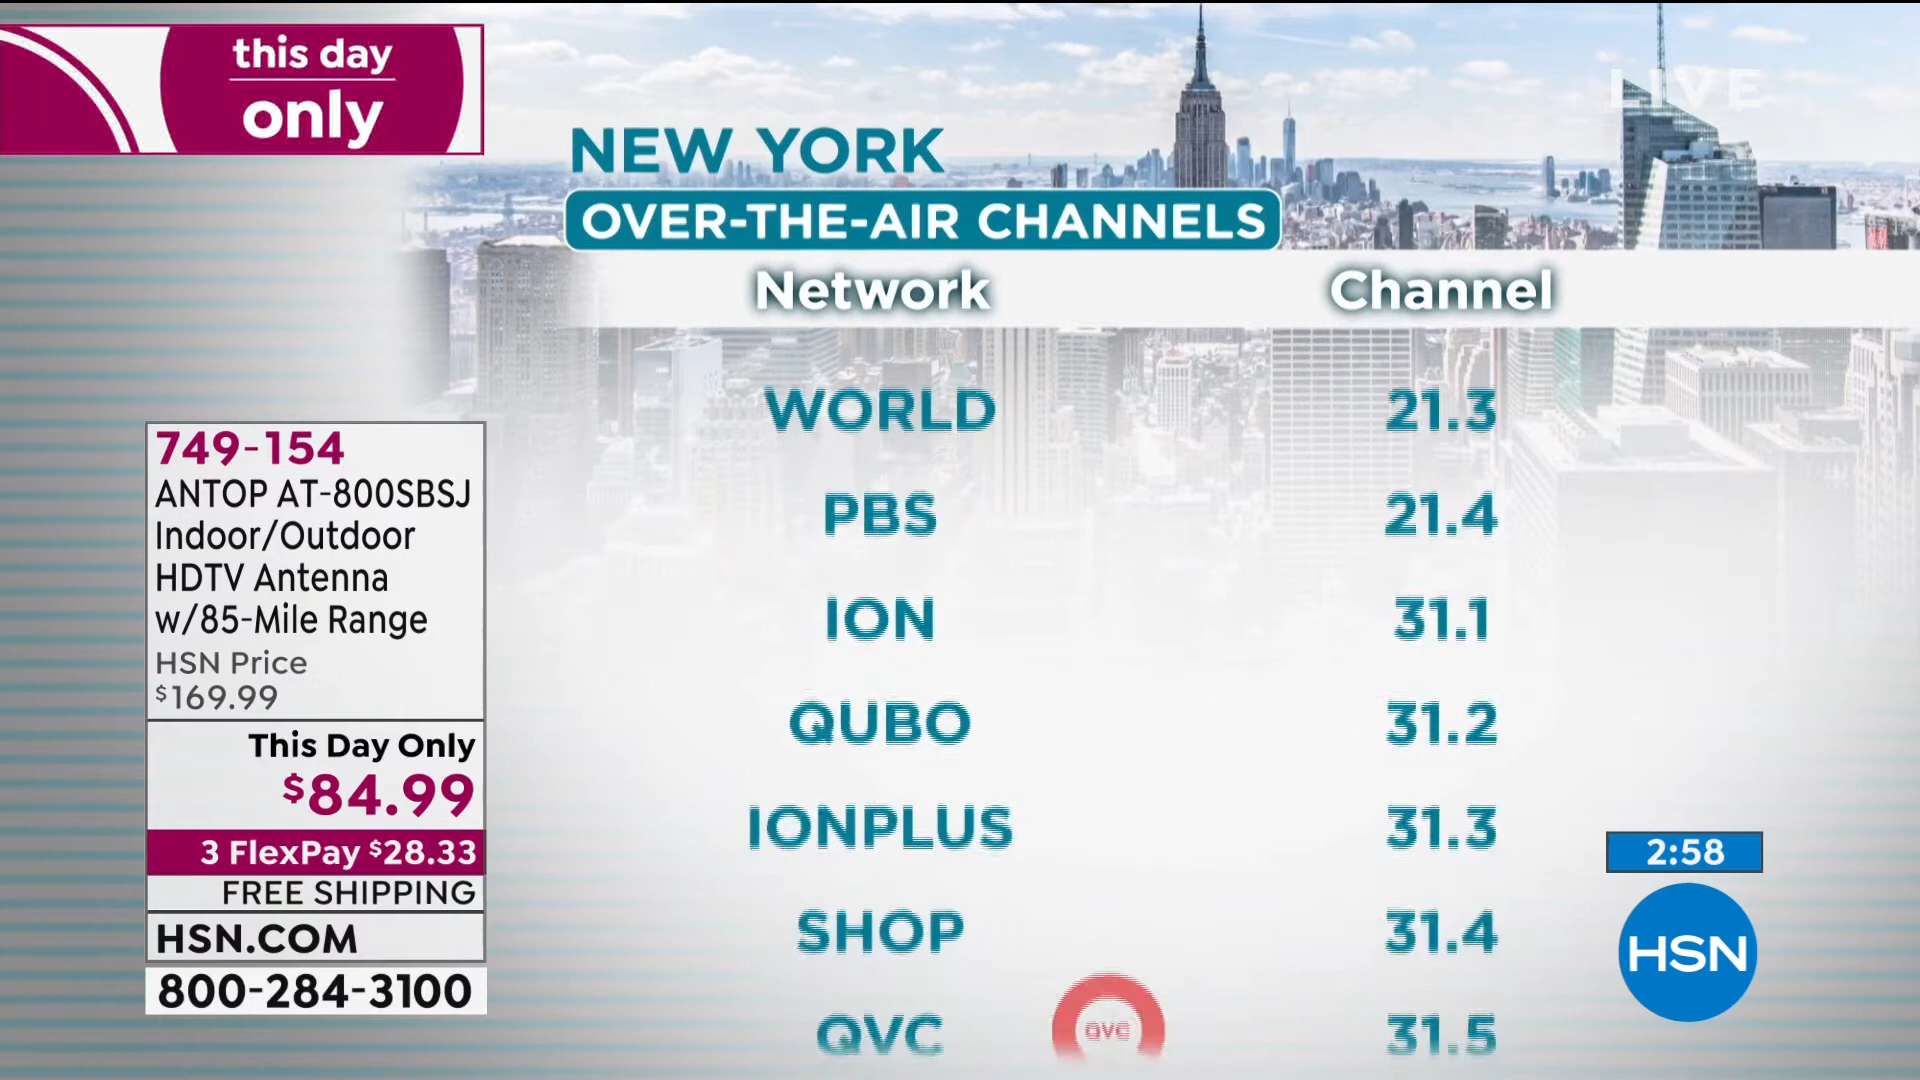 this day
only
LIVE
NEW YORK
OVER-THE-AIR CHANNELS
Network Channel
WORLD 21.3
PBS 21.4
ION 31.1
QUBO 31.2
IONPLUS 31.3
SHOP 31.4
QVC QVC 31.5
749-154
ANTOP AT-800SBSJ
Indoor/Outdoor
HDTV Antenna
w/85-Mile Range
HSN Price
$169.99
This Day Only
$84.99
3 FlexPay $28.33
FREE SHIPPING
HSN.COM
800-284-3100
2:58
HSN